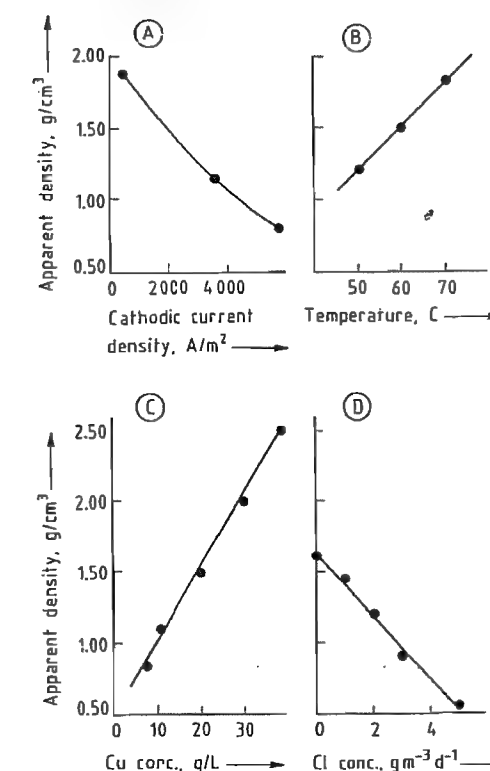 A
B
Apparent density, g/cm³
2.00
1.50
1.00
0.50
0 2000 4000
50 60 70
Cathodic current
density, A/m²
Temperature, C
C
D
Apparent density, g/cm³
2.50
2.00
1.50
1.00
0.50
0 10 20 30
0 2 4
Cu conc., g/L
Cl conc., gm⁻³ d⁻¹